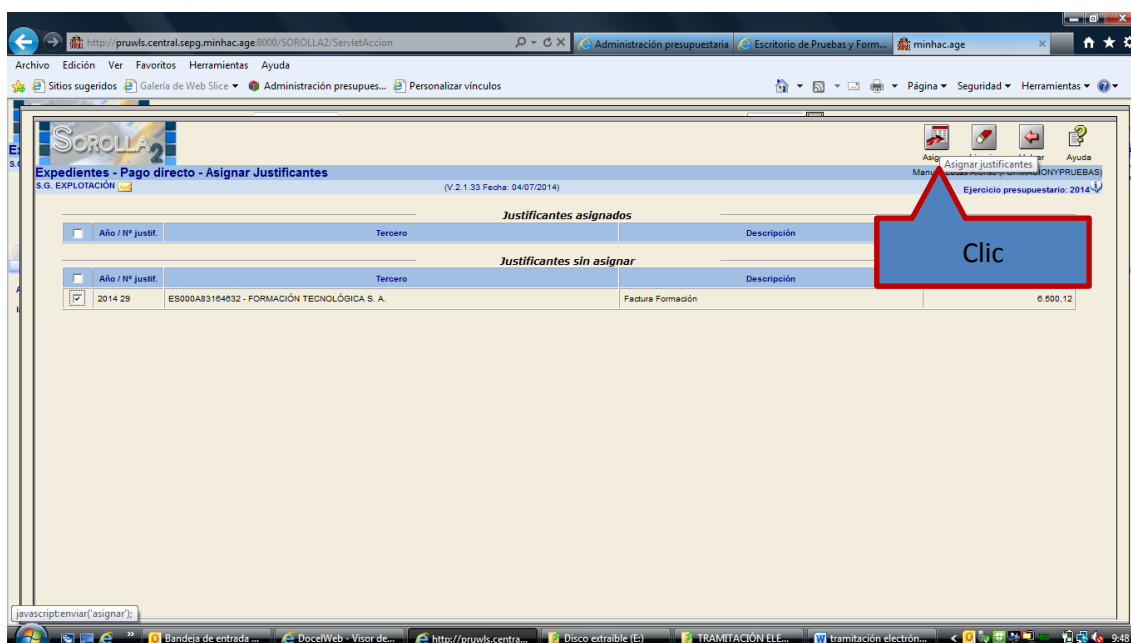 http://pruwls.central.sepg.minhac.age:8000/SOROLLA2/ServletAccion
Administración presupuestaria
Escritorio de Pruebas y Form...
minhac.age
Archivo Edición Ver Favoritos Herramientas Ayuda
Sitios sugeridos Galería de Web Slice Administración presupues... Personalizar vínculos
Página Seguridad Herramientas
SOROLLA2
Ayuda
Asignar justificantes
Expedientes - Pago directo - Asignar Justificantes
S.G. EXPLOTACIÓN
(V.2.1.33 Fecha: 04/07/2014)
Ejercicio presupuestario: 2014
Justificantes asignados
Año / Nº justif. Tercero Descripción
Clic
Justificantes sin asignar
Año / Nº justif. Tercero Descripción
2014 29 ES000A83164632 - FORMACIÓN TECNOLÓGICA S. A. Factura Formación 6.500,12
javascript:enviar('asignar');
Bandeja de entrada ... DocelWeb - Visor de... http://pruwls.centra... Disco extraíble (E:) TRAMITACIÓN ELE... tramitación electrón... 9:48